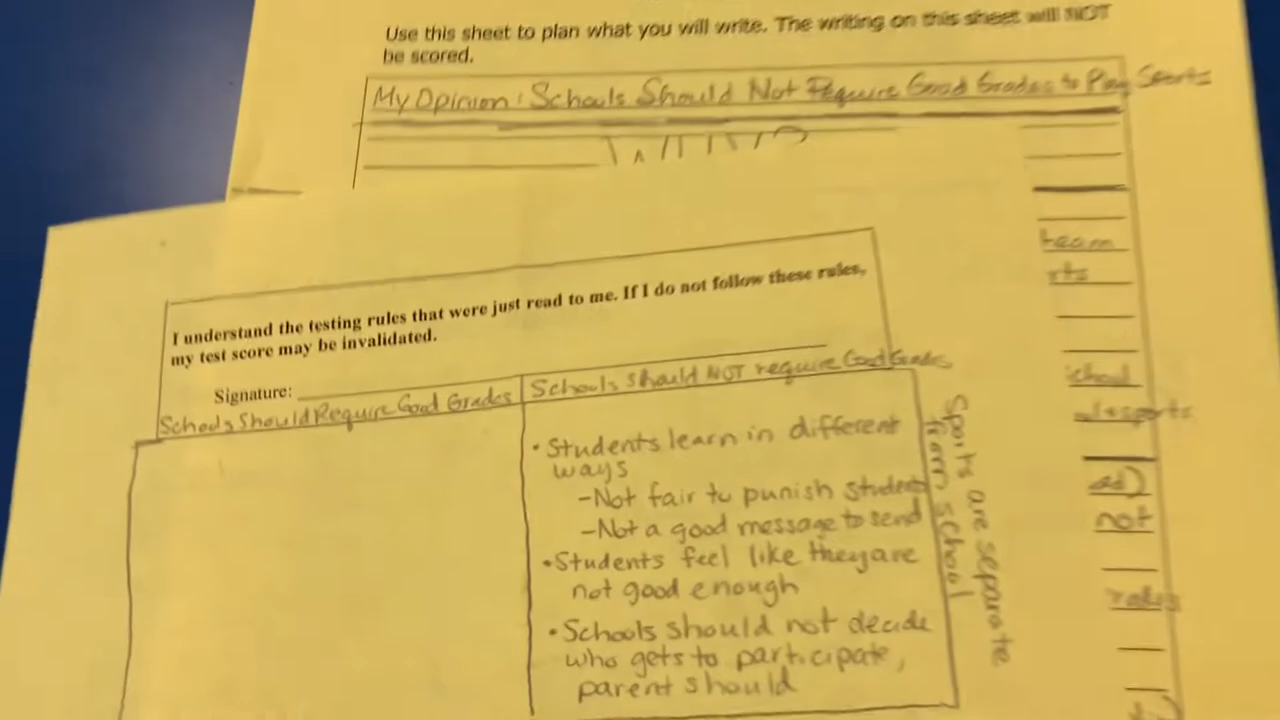 Use this sheet to plan what you will write. The writing on this sheet will NOT
be scored.
My Opinion: Schools Should Not Require Good Grades to Play Sports
team
rts
school
sports
not
I understand the testing rules that were just read to me. If I do not follow these rules,
my test score may be invalidated.
Signature:
Schools Should Require Good Grades
Schools Should NOT require Good Grades
• Students learn in different
ways
-Not fair to punish students
-Not a good message to send
• Students feel like they are
not good enough
• Schools should not decide
who gets to participate,
parent should
Sports are separate
from school